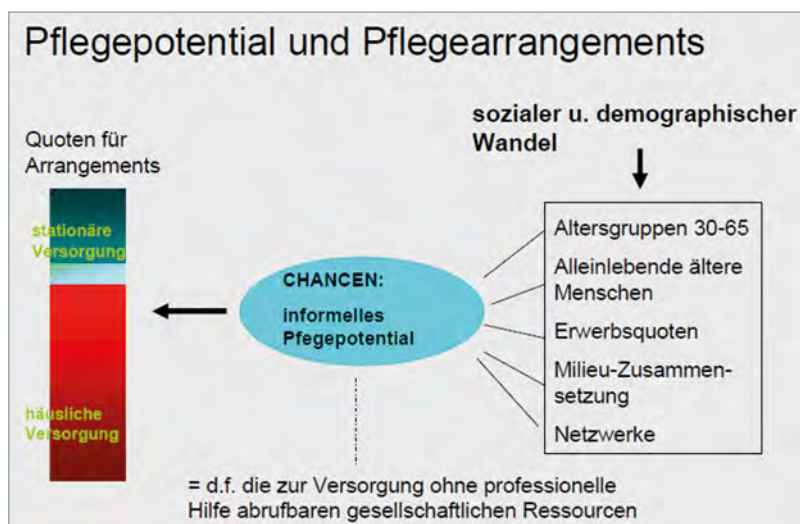 Pflegepotential und Pflegearrangements
sozialer u. demographischer
Wandel
Quoten für
Arrangements
stationäre
Versorgung
häusliche
Versorgung
CHANCEN:
informelles
Pfegepotential
Altersgruppen 30-65
Alleinlebende ältere
Menschen
Erwerbsquoten
Milieu-Zusammen-
setzung
Netzwerke
= d.f. die zur Versorgung ohne professionelle
Hilfe abrufbaren gesellschaftlichen Ressourcen